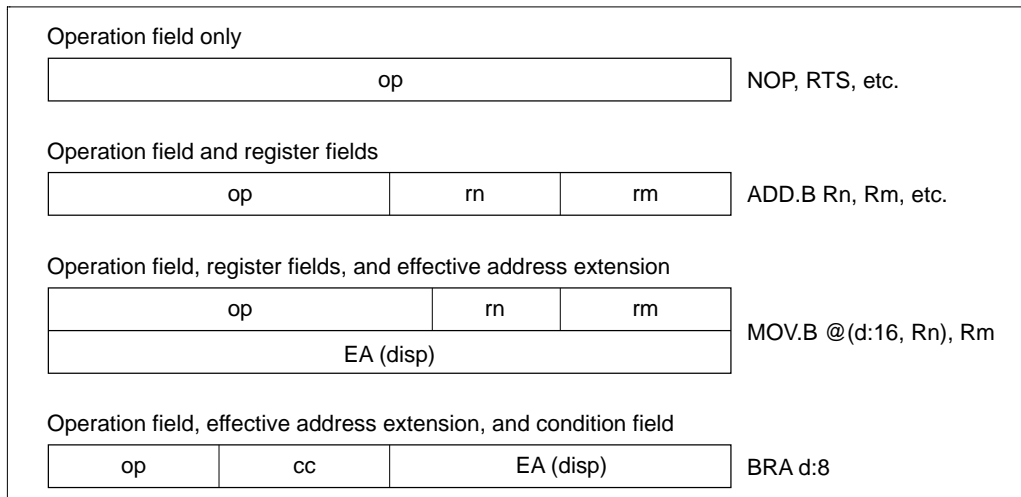 Operation field only
op
NOP, RTS, etc.
Operation field and register fields
op rn rm
ADD.B Rn, Rm, etc.
Operation field, register fields, and effective address extension
op rn rm
EA (disp)
MOV.B @(d:16, Rn), Rm
Operation field, effective address extension, and condition field
op cc EA (disp)
BRA d:8